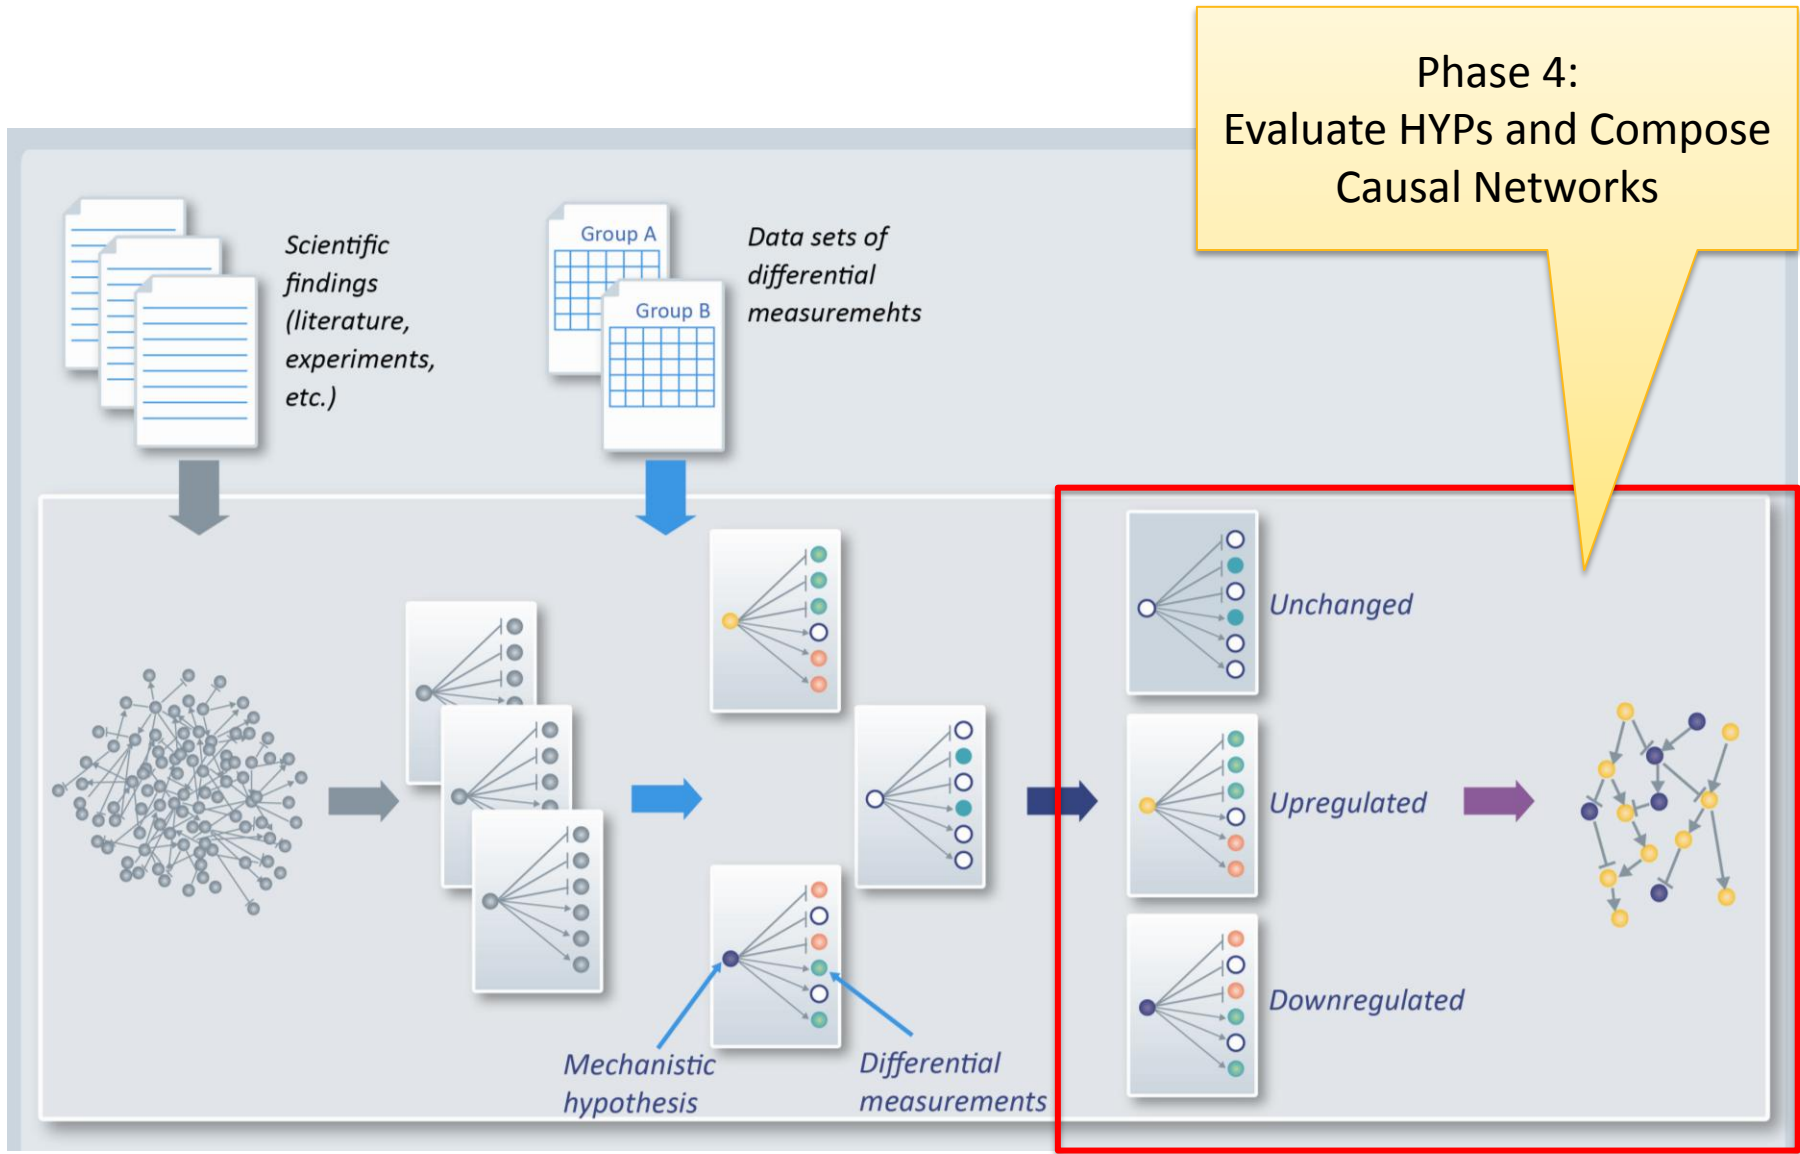 Phase 4:
Evaluate HYPs and Compose
Causal Networks
Scientific
findings
(literature,
experiments,
etc.)
Group A
Group B
Data sets of
differential
measuremehts
Unchanged
Upregulated
Downregulated
Mechanistic
hypothesis
Differential
measurements